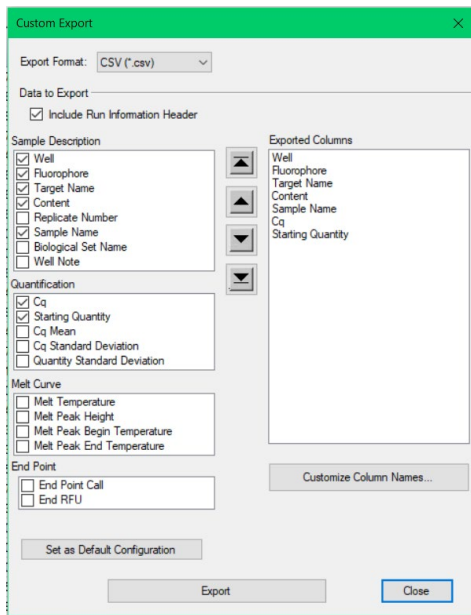 Custom Export
Export Format: CSV (*.csv)
Data to Export
Include Run Information Header
Sample Description
Well
Fluorophore
Target Name
Content
Replicate Number
Sample Name
Biological Set Name
Well Note
Quantification
Cq
Starting Quantity
Cq Mean
Cq Standard Deviation
Quantity Standard Deviation
Melt Curve
Melt Temperature
Melt Peak Height
Melt Peak Begin Temperature
Melt Peak End Temperature
End Point
End Point Call
End RFU
Exported Columns
Well
Fluorophore
Target Name
Content
Sample Name
Cq
Starting Quantity
Customize Column Names...
Set as Default Configuration
Export
Close